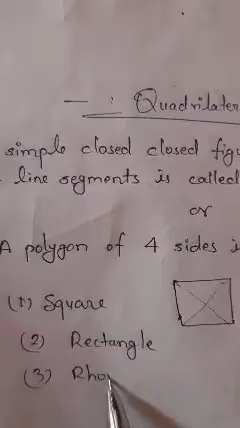 — : Quadrilater
simple closed closed figu
line segments is called
or
A polygon of 4 sides i
(1) Square
(2) Rectangle
(3) Rho